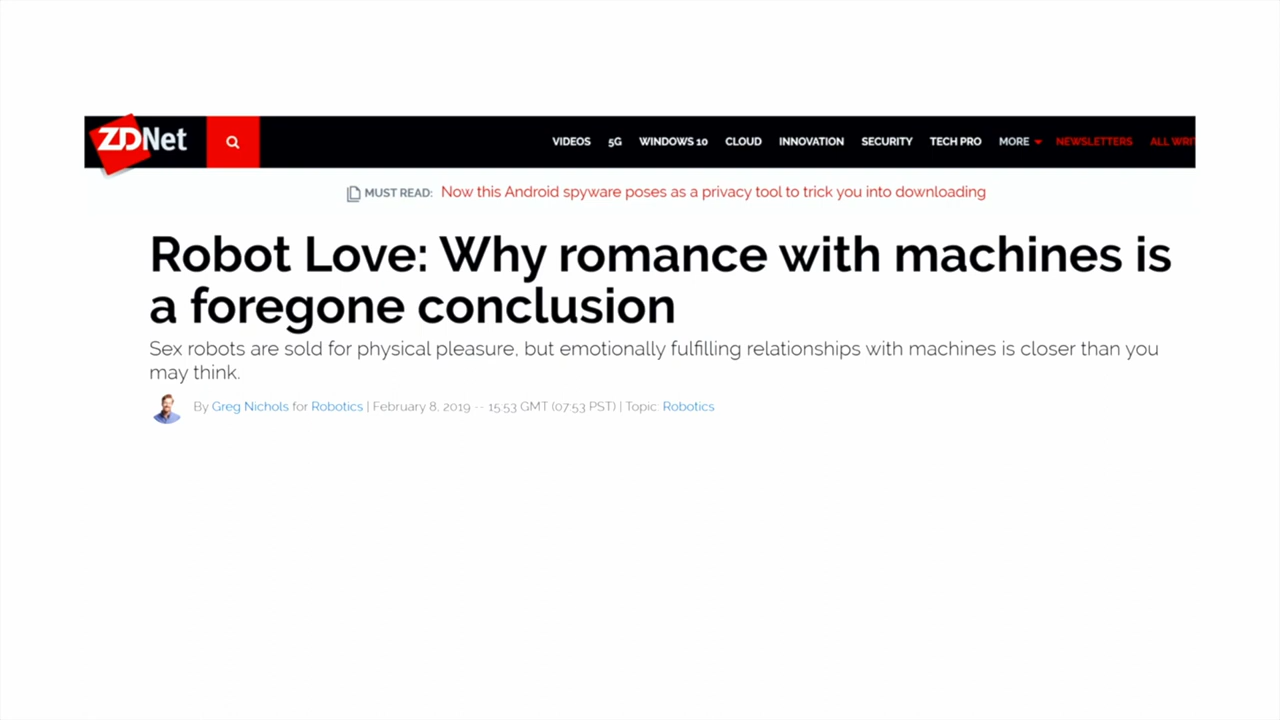 ZDNet VIDEOS 5G WINDOWS 10 CLOUD INNOVATION SECURITY TECH PRO MORE NEWSLETTERS ALL WRI
MUST READ: Now this Android spyware poses as a privacy tool to trick you into downloading
Robot Love: Why romance with machines is
a foregone conclusion
Sex robots are sold for physical pleasure, but emotionally fulfilling relationships with machines is closer than you
may think.
By Greg Nichols for Robotics | February 8, 2019 -- 15:53 GMT (07:53 PST) | Topic: Robotics